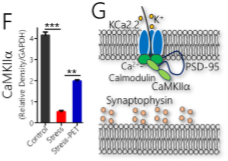 F
CaMKIIα
(Relative Density/GAPDH)
***
**
4
3
2
1
0
Control
Stress
Stress-PET
G
KCa2.2
K⁺
Ca²⁺
PSD-95
Calmodulin
CaMKIIα
Synaptophysin